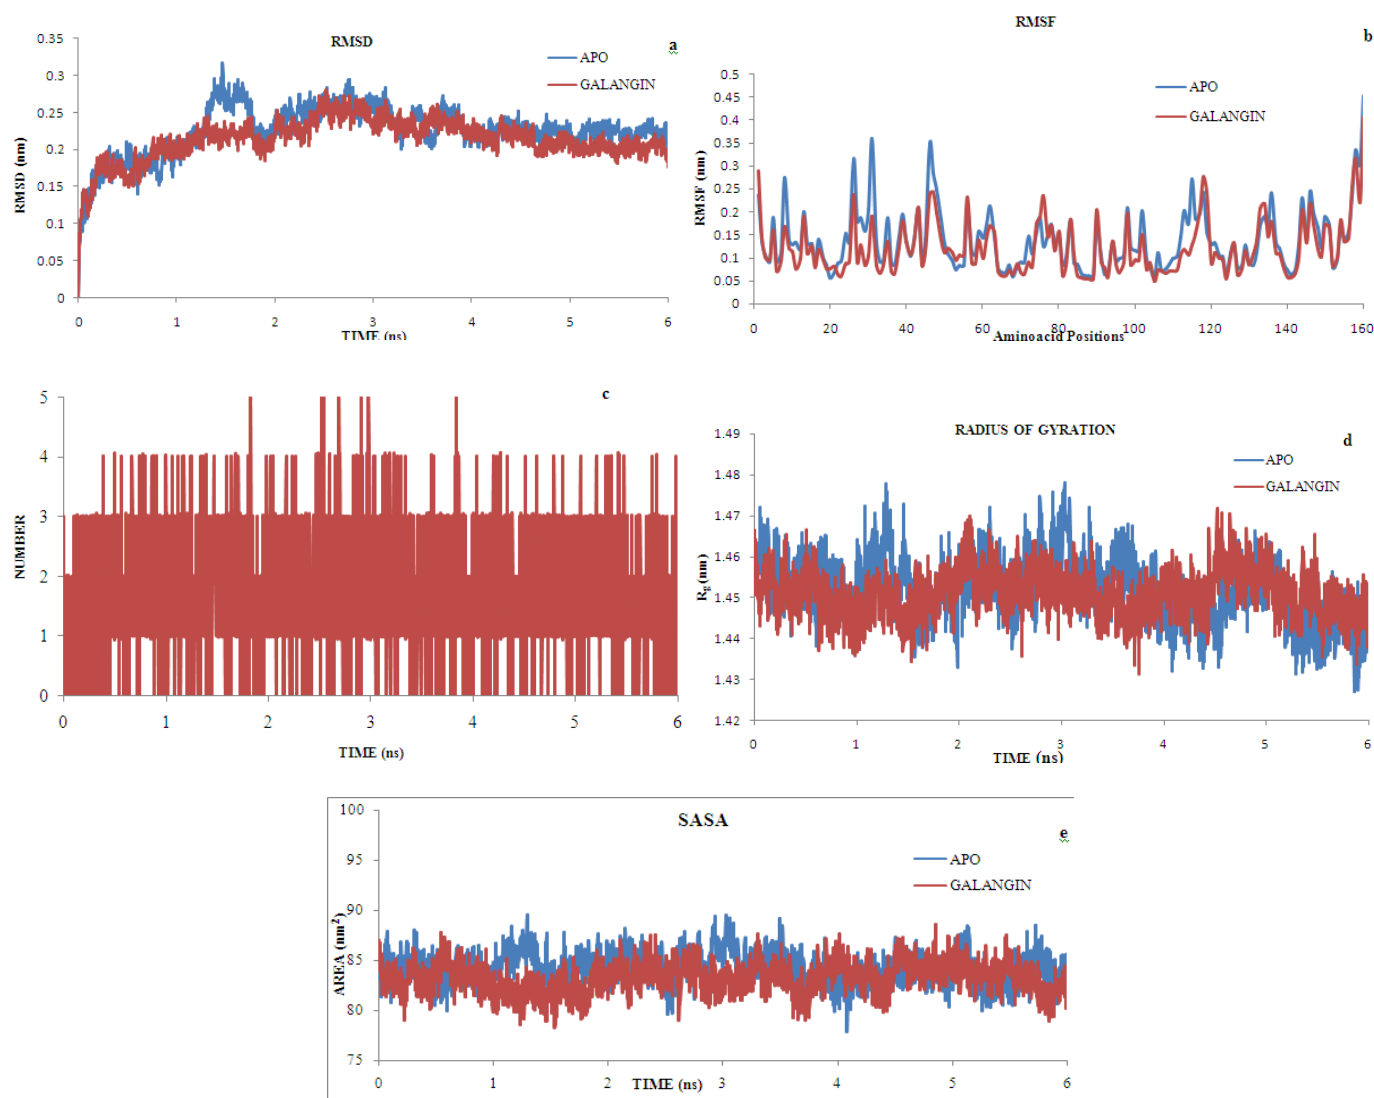 RMSD
a
APO
GALANGIN
RMSD (nm)
0.35
0.3
0.25
0.2
0.15
0.1
0.05
0
0 1 2 3 4 5 6
TIME (ns)
RMSF
b
APO
GALANGIN
RMSF (nm)
0.5
0.45
0.4
0.35
0.3
0.25
0.2
0.15
0.1
0.05
0
0 20 40 60 80 100 120 140 160
Aminoacid Positions
c
NUMBER
5
4
3
2
1
0
0 1 2 3 4 5 6
TIME (ns)
RADIUS OF GYRATION
d
APO
GALANGIN
Rg (nm)
1.49
1.48
1.47
1.46
1.45
1.44
1.43
1.42
0 1 2 3 4 5 6
TIME (ns)
SASA
e
APO
GALANGIN
AREA (nm²)
100
95
90
85
80
75
0 1 2 3 4 5 6
TIME (ns)